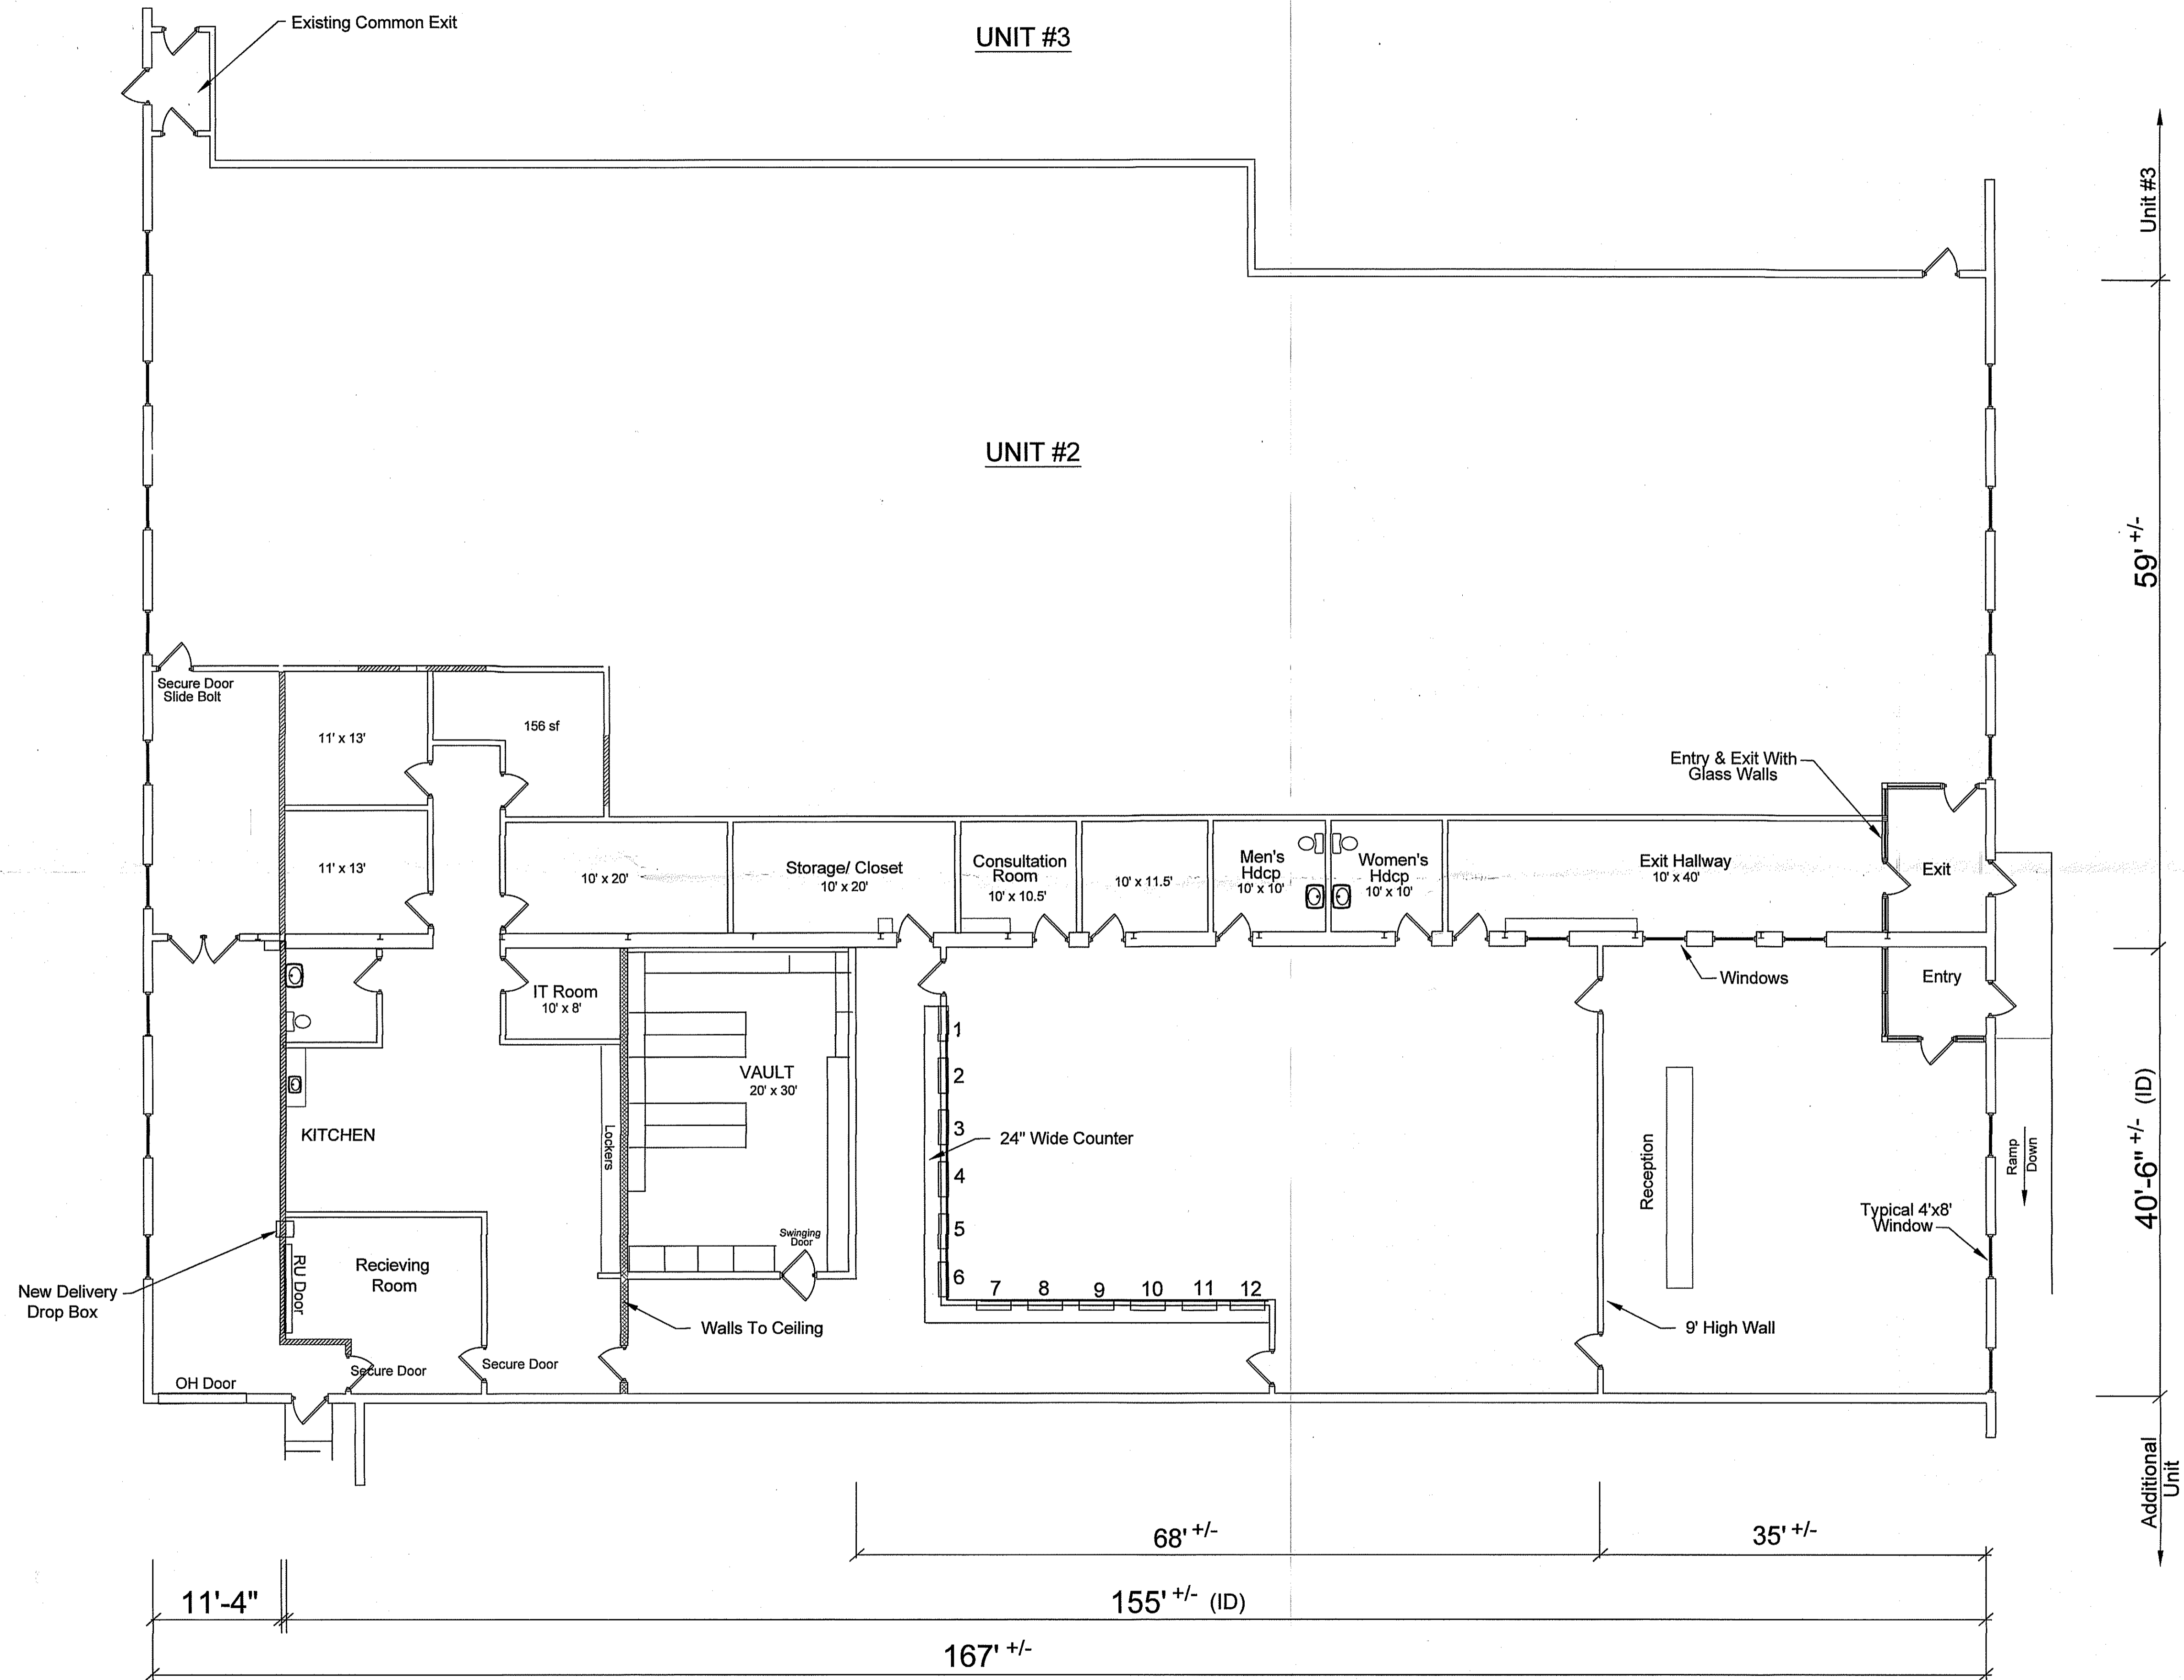 Existing Common Exit
UNIT #3
Unit #3
UNIT #2
59' +/-
Secure Door
Slide Bolt
11' x 13'
156 sf
Entry & Exit With
Glass Walls
11' x 13'
10' x 20'
Storage/ Closet
10' x 20'
Consultation
Room
10' x 10.5'
10' x 11.5'
Men's
Hdcp
10' x 10'
Women's
Hdcp
10' x 10'
Exit Hallway
10' x 40'
Exit
IT Room
10' x 8'
Windows
Entry
VAULT
20' x 30'
1
2
3
4
5
6
7
8
9
10
11
12
24" Wide Counter
KITCHEN
Lockers
Reception
Ramp
Down
40'-6" +/- (ID)
Typical 4'x8'
Window
Swinging
Door
New Delivery
Drop Box
RU Door
Recieving
Room
Walls To Ceiling
9' High Wall
Secure Door
Secure Door
OH Door
Additional
Unit
68' +/-
35' +/-
11'-4"
155' +/- (ID)
167' +/-